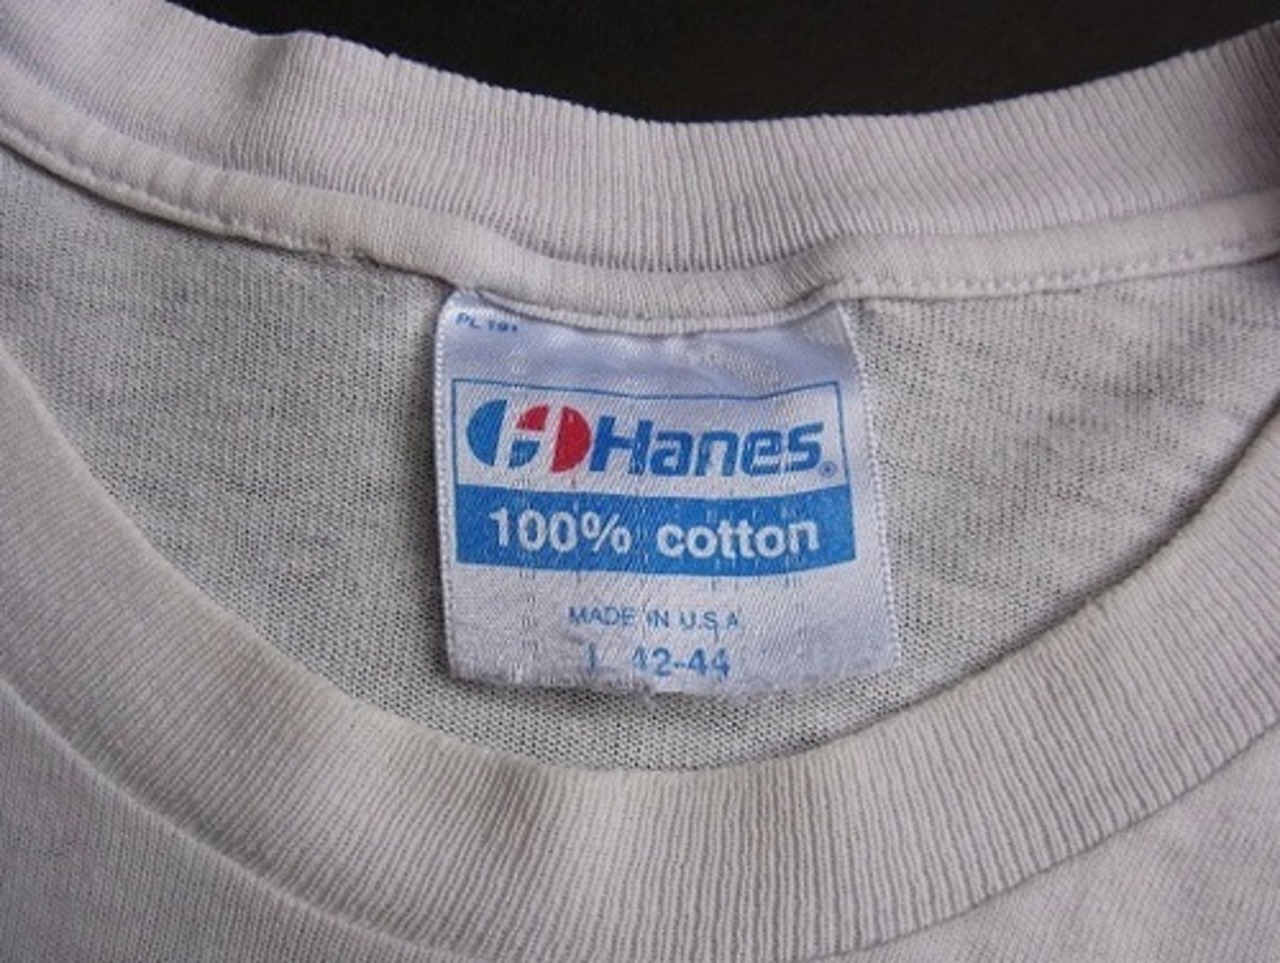 PL 191
Hanes®
100% cotton
MADE IN U.S.A.
L 42-44